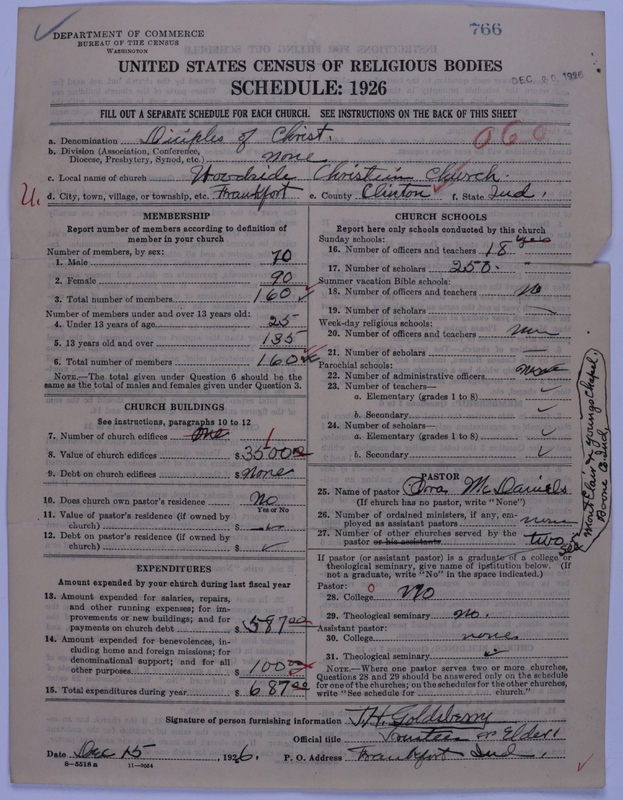 766
DEPARTMENT OF COMMERCE
BUREAU OF THE CENSUS
WASHINGTON
DEC 20 1926
UNITED STATES CENSUS OF RELIGIOUS BODIES
SCHEDULE: 1926
FILL OUT A SEPARATE SCHEDULE FOR EACH CHURCH. SEE INSTRUCTIONS ON THE BACK OF THIS SHEET
a. Denomination Disciples of Christ. 060
b. Division (Association, Conference,
Diocese, Presbytery, Synod, etc.) none
c. Local name of church Woodside Christein Church.
U. d. City, town, village, or township, etc. Frankfort e. County Clinton f. State Ind.
MEMBERSHIP
Report number of members according to definition of
member in your church
Number of members, by sex:
1. Male 70
2. Female 90
3. Total number of members 160
Number of members under and over 13 years old:
4. Under 13 years of age 25
5. 13 years old and over 135
6. Total number of members 160
NOTE.—The total given under Question 6 should be the
same as the total of males and females given under Question 3.
CHURCH BUILDINGS
See instructions, paragraphs 10 to 12
7. Number of church edifices one 1
8. Value of church edifices $ 3500 00
9. Debt on church edifices $ None
10. Does church own pastor's residence No
Yes or No
11. Value of pastor's residence (if owned by
church) $
12. Debt on pastor's residence (if owned by
church) $
EXPENDITURES
Amount expended by your church during last fiscal year
13. Amount expended for salaries, repairs,
and other running expenses; for im-
provements or new buildings; and for
payments on church debt $ 587 00
14. Amount expended for benevolences, in-
cluding home and foreign missions; for
denominational support; and for all
other purposes $ 100 00
15. Total expenditures during year $ 687 00
CHURCH SCHOOLS
Report here only schools conducted by this church
Sunday schools: yes
16. Number of officers and teachers 18
17. Number of scholars 250. "
Summer vacation Bible schools:
18. Number of officers and teachers No
19. Number of scholars
Week-day religious schools:
20. Number of officers and teachers
21. Number of scholars
Parochial schools:
22. Number of administrative officers none
23. Number of teachers—
a. Elementary (grades 1 to 8)
b. Secondary
24. Number of scholars—
a. Elementary (grades 1 to 8)
b. Secondary
PASTOR
25. Name of pastor McDaniels
(If church has no pastor, write "None")
26. Number of ordained ministers, if any, em-
ployed as assistant pastors none
27. Number of other churches served by the
pastor or his assistants two
Mont Clair & Youngs Chapel.
Boone Co. Ind.
If pastor (or assistant pastor) is a graduate of a college or
theological seminary, give name of institution below. (If
not a graduate, write "No" in the space indicated.)
Pastor:
28. College 0 No
29. Theological seminary no.
Assistant pastor:
30. College none
31. Theological seminary
NOTE.—Where one pastor serves two or more churches,
Questions 28 and 29 should be answered only on the schedule
for one of the churches; on the schedules for the other churches,
write "See schedule for church."
Signature of person furnishing information J. H. Goldsberry
Official title Trustee or Elder
Date Dec 15, 1926. P. O. Address Frankfort Ind.
8-5518 a 11-9064